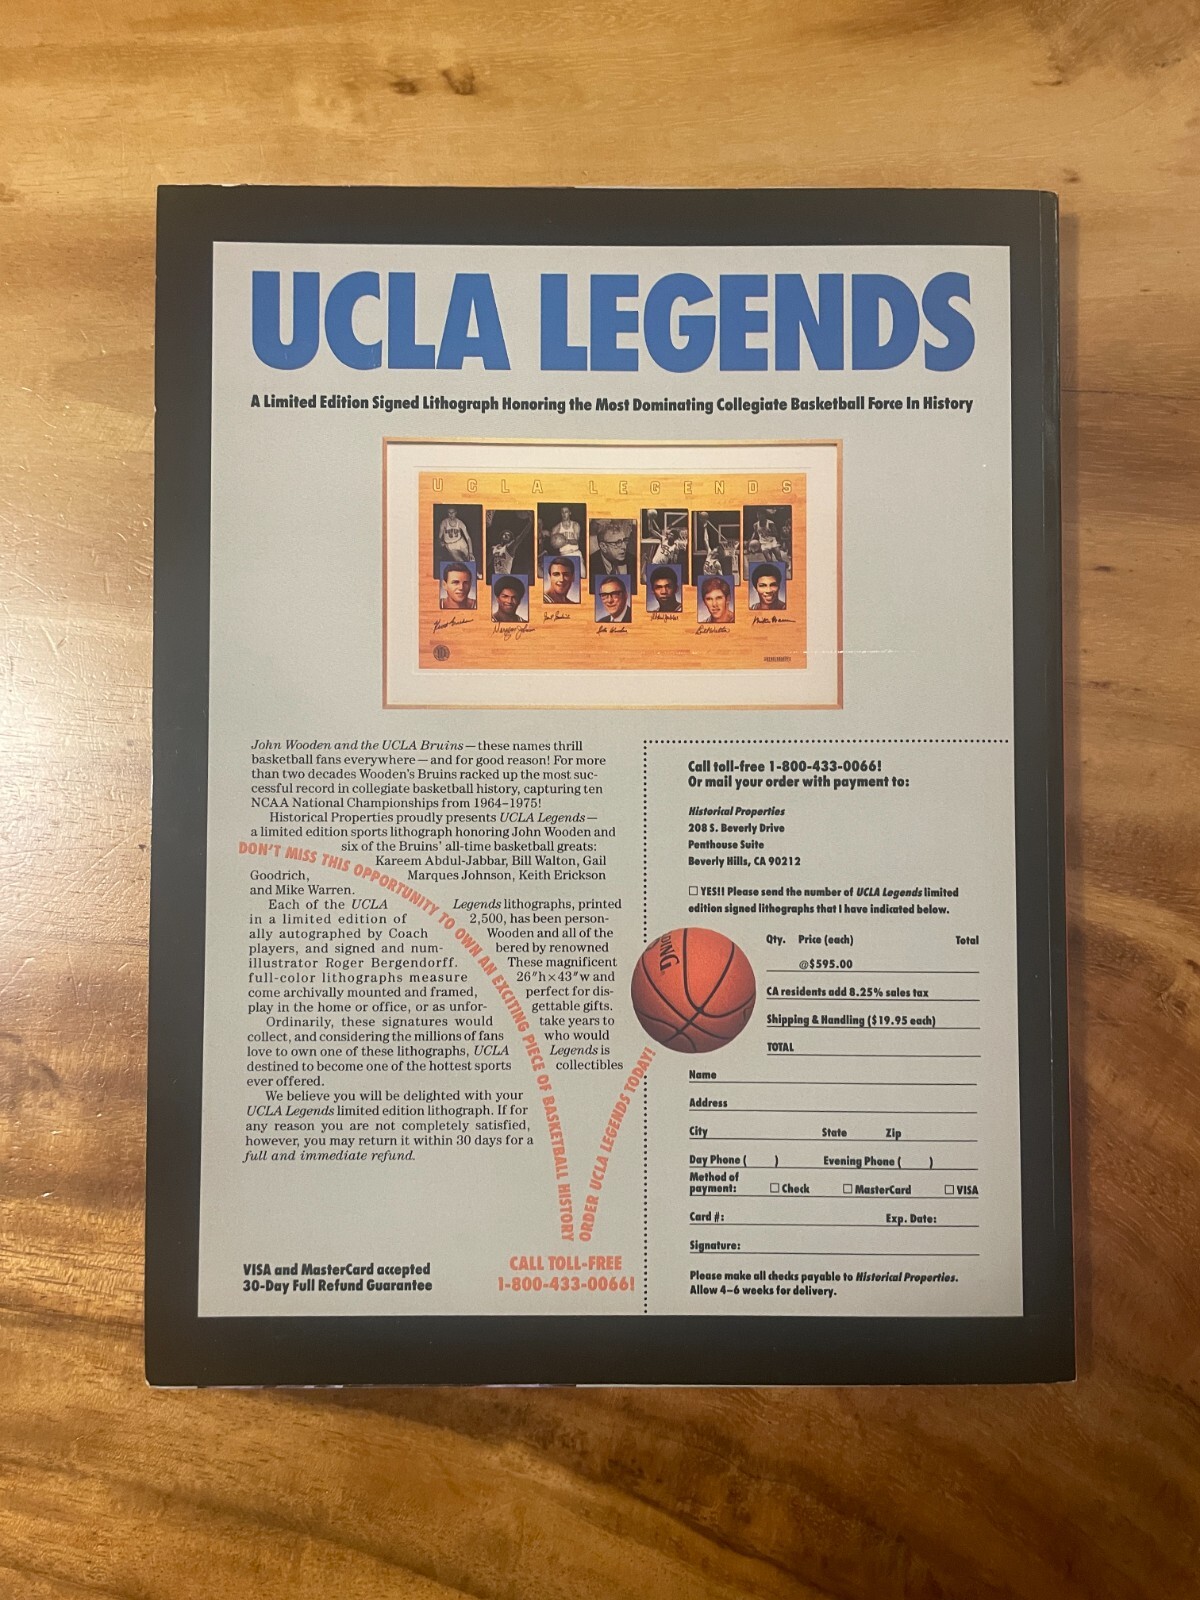 UCLA LEGENDS
A Limited Edition Signed Lithograph Honoring the Most Dominating Collegiate Basketball Force In History
UCLA LEGENDS
John Wooden and the UCLA Bruins — these names thrill
basketball fans everywhere — and for good reason! For more
than two decades Wooden's Bruins racked up the most suc-
cessful record in collegiate basketball history, capturing ten
NCAA National Championships from 1964–1975!
Historical Properties proudly presents UCLA Legends—
a limited edition sports lithograph honoring John Wooden and
six of the Bruins' all-time basketball greats:
Kareem Abdul-Jabbar, Bill Walton, Gail
Goodrich, Marques Johnson, Keith Erickson
and Mike Warren.
Each of the UCLA Legends lithographs, printed
in a limited edition of 2,500, has been person-
ally autographed by Coach Wooden and all of the
players, and signed and num- bered by renowned
illustrator Roger Bergendorff. These magnificent
full-color lithographs measure 26"h×43"w and
come archivally mounted and framed, perfect for dis-
play in the home or office, or as unfor- gettable gifts.
Ordinarily, these signatures would take years to
collect, and considering the millions of fans who would
love to own one of these lithographs, UCLA Legends is
destined to become one of the hottest sports collectibles
ever offered.
We believe you will be delighted with your
UCLA Legends limited edition lithograph. If for
any reason you are not completely satisfied,
however, you may return it within 30 days for a
full and immediate refund.
DON'T MISS THIS OPPORTUNITY TO OWN AN EXCITING PIECE OF BASKETBALL HISTORY
ORDER UCLA LEGENDS TODAY!
VISA and MasterCard accepted
30-Day Full Refund Guarantee
CALL TOLL-FREE
1-800-433-0066!
Call toll-free 1-800-433-0066!
Or mail your order with payment to:
Historical Properties
208 S. Beverly Drive
Penthouse Suite
Beverly Hills, CA 90212
YES!! Please send the number of UCLA Legends limited
edition signed lithographs that I have indicated below.
DING
Qty. Price (each) Total
@$595.00
CA residents add 8.25% sales tax
Shipping & Handling ($19.95 each)
TOTAL
Name
Address
City State Zip
Day Phone ( ) Evening Phone ( )
Method of
payment: Check MasterCard VISA
Card #: Exp. Date:
Signature:
Please make all checks payable to Historical Properties.
Allow 4–6 weeks for delivery.